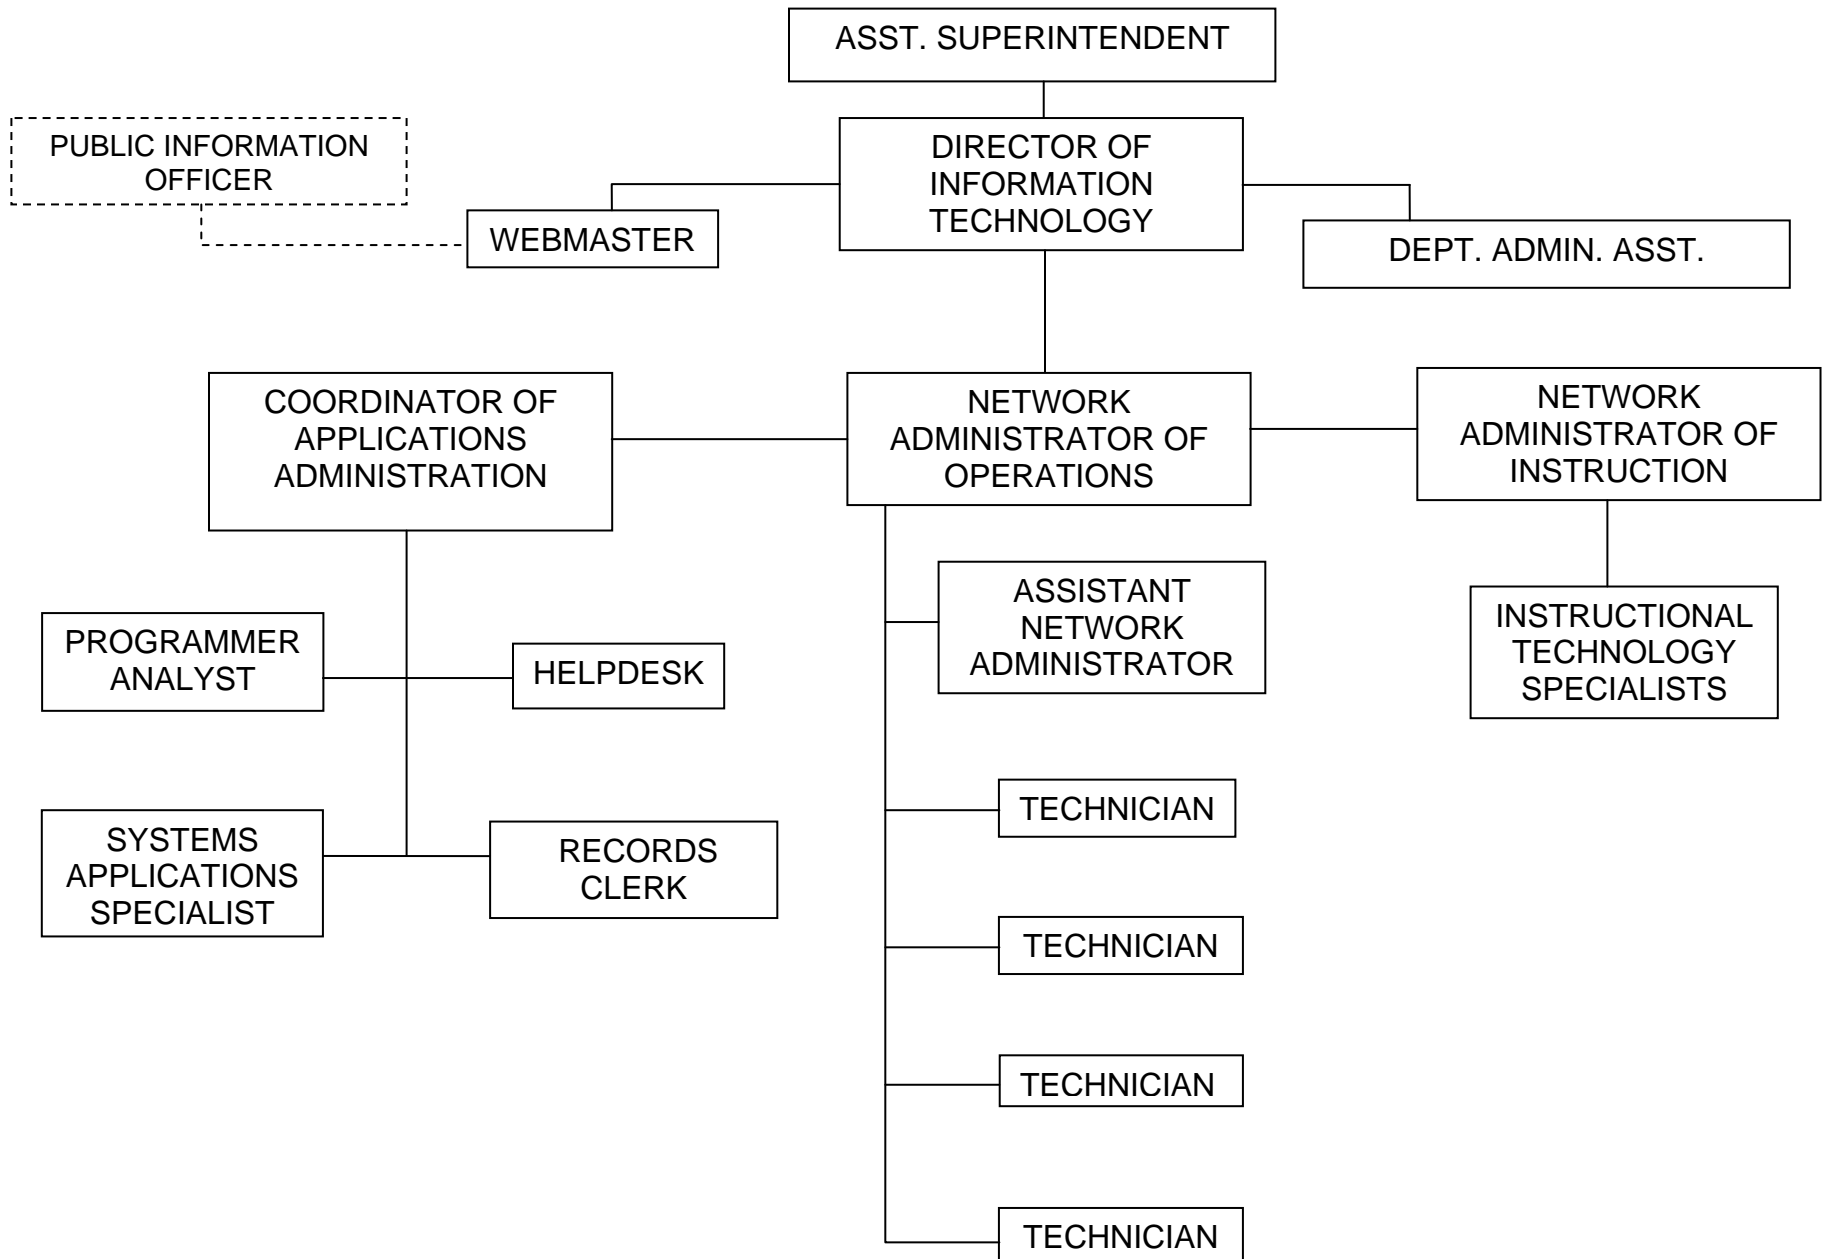 ASST. SUPERINTENDENT
PUBLIC INFORMATION
OFFICER
DIRECTOR OF
INFORMATION
TECHNOLOGY
WEBMASTER
DEPT. ADMIN. ASST.
COORDINATOR OF
APPLICATIONS
ADMINISTRATION
NETWORK
ADMINISTRATOR OF
OPERATIONS
NETWORK
ADMINISTRATOR OF
INSTRUCTION
PROGRAMMER
ANALYST
HELPDESK
ASSISTANT
NETWORK
ADMINISTRATOR
INSTRUCTIONAL
TECHNOLOGY
SPECIALISTS
SYSTEMS
APPLICATIONS
SPECIALIST
RECORDS
CLERK
TECHNICIAN
TECHNICIAN
TECHNICIAN
TECHNICIAN